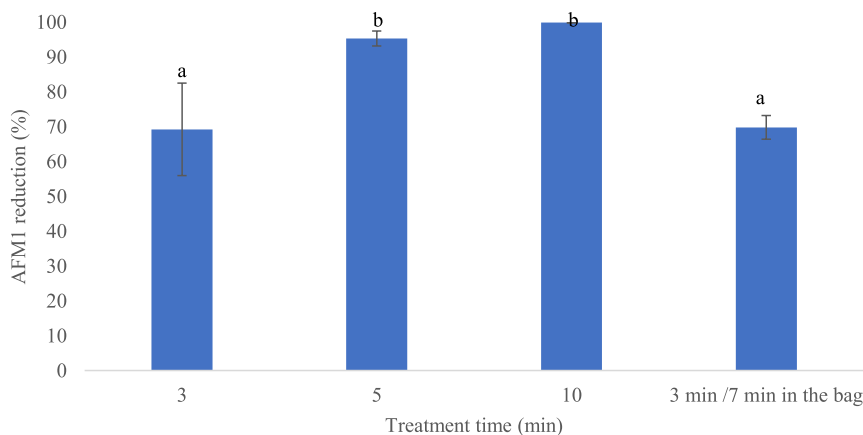 AFM1 reduction (%)
100
90
80
70
60
50
40
30
20
10
0
a
b
b
a
3
5
10
3 min /7 min in the bag
Treatment time (min)